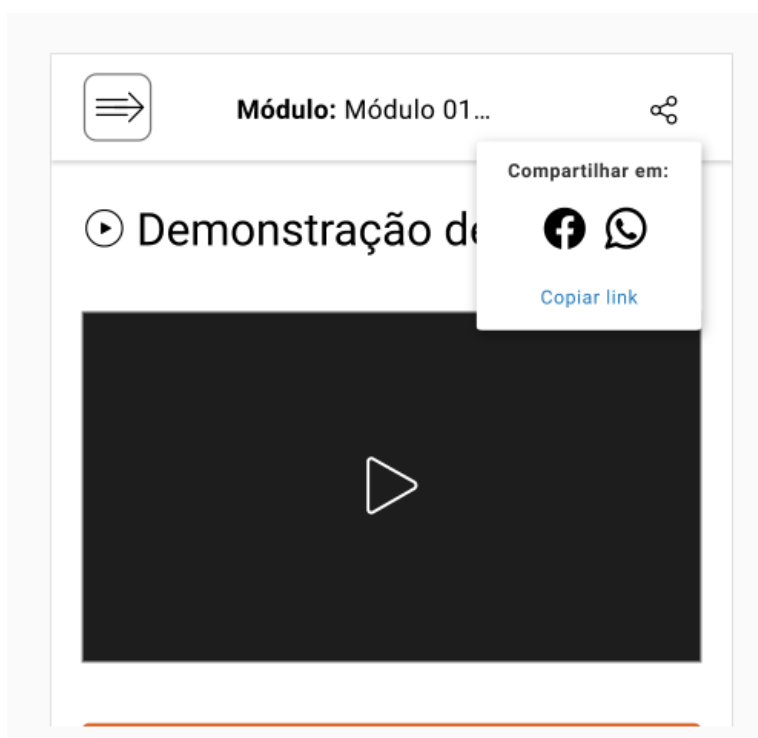 Módulo: Módulo 01...
Compartilhar em:
Demonstração de
Copiar link